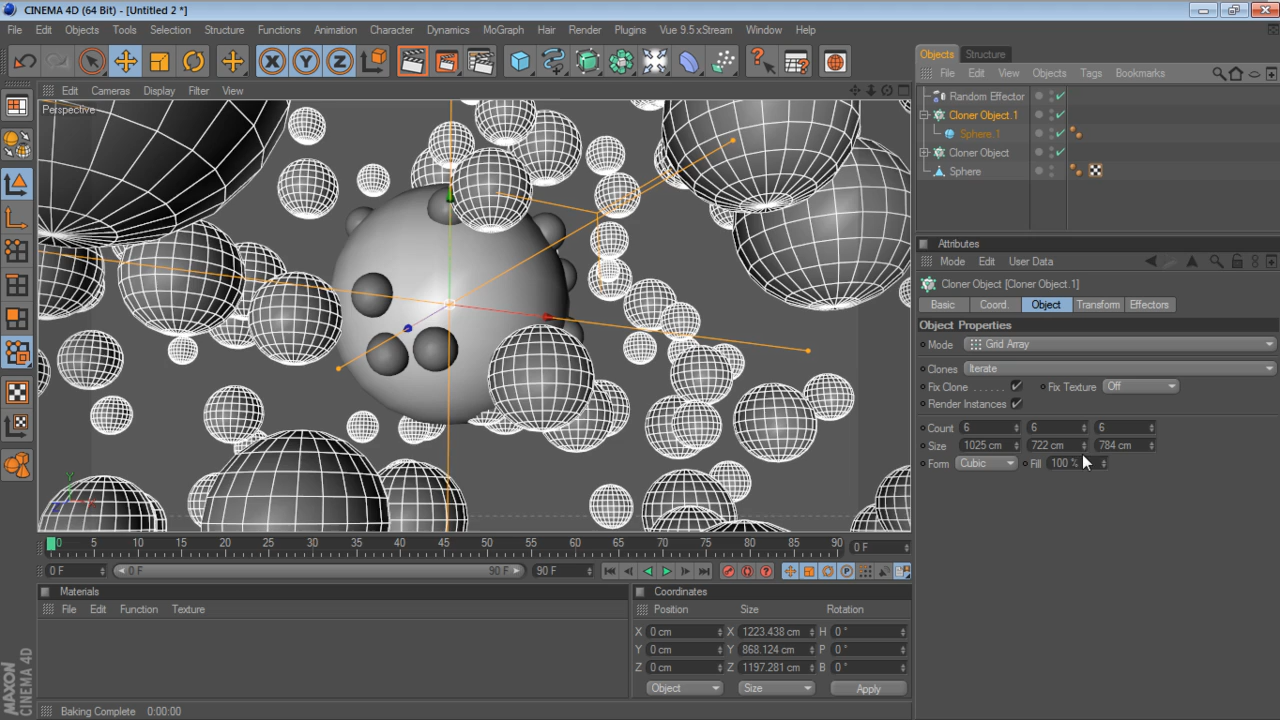 CINEMA 4D (64 Bit) - [Untitled 2 *]
File Edit Objects Tools Selection Structure Functions Animation Character Dynamics MoGraph Hair Render Plugins Vue 9.5 xStream Window Help
Objects Structure
File Edit View Objects Tags Bookmarks
Random Effector
Cloner Object.1
Sphere.1
Cloner Object
Sphere
Edit Cameras Display Filter View
Perspective
Attributes
Mode Edit User Data
Cloner Object [Cloner Object.1]
Basic Coord. Object Transform Effectors
Object Properties
Mode Grid Array
Clones Iterate
Fix Clone Fix Texture Off
Render Instances
Count 6 6 6
Size 1025 cm 722 cm 784 cm
Form Cubic Fill 100 %
0 5 10 15 20 25 30 35 40 45 50 55 60 65 70 75 80 85 90 0 F
0 F 0 F 90 F 90 F
Materials
File Edit Function Texture
Coordinates
Position Size Rotation
X 0 cm X 1223.438 cm H 0 °
Y 0 cm Y 868.124 cm P 0 °
Z 0 cm Z 1197.281 cm B 0 °
Object Size Apply
MAXON
CINEMA 4D
Baking Complete 0:00:00